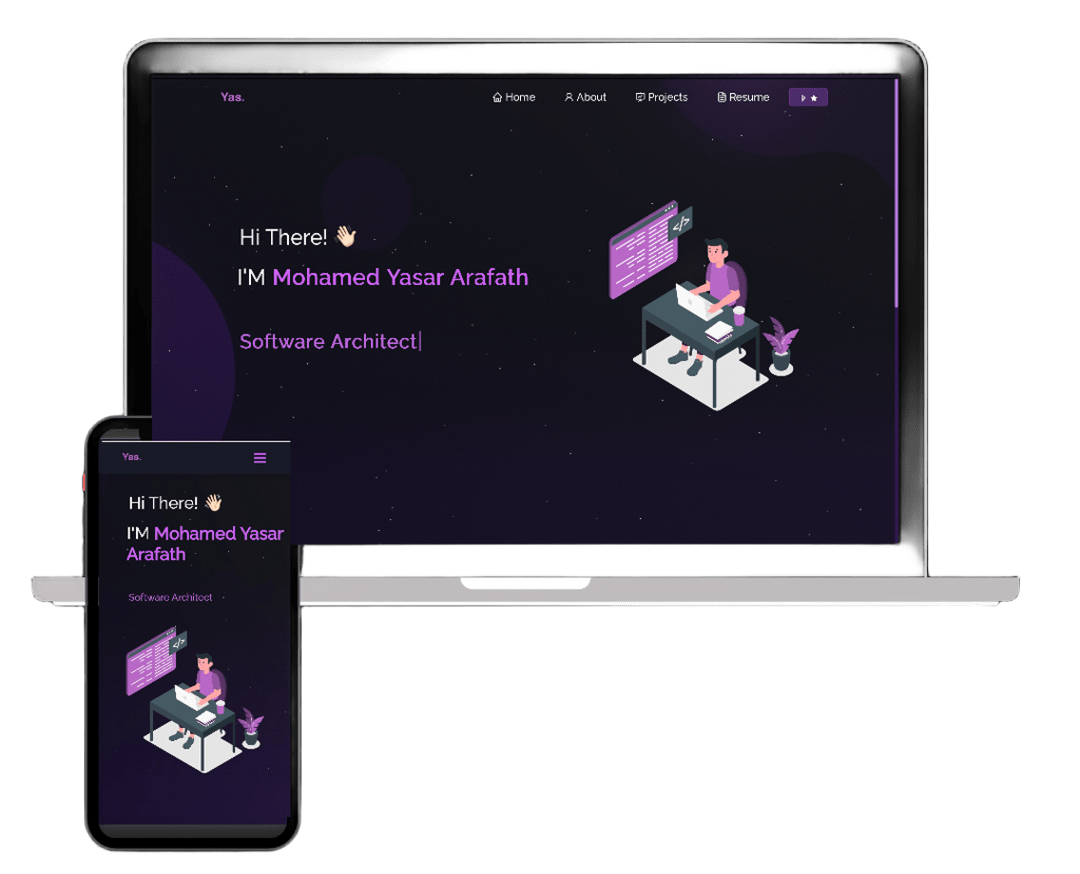 Yas.
Home About Projects Resume
Hi There! 👋🏻
I'M Mohamed Yasar Arafath
Software Architect|
</>
Yas.
Hi There! 👋🏻
I'M Mohamed Yasar
Arafath
Software Architect
</>